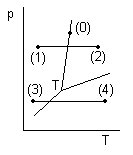 p
(0)
(1) (2)
T
(3) (4)
T